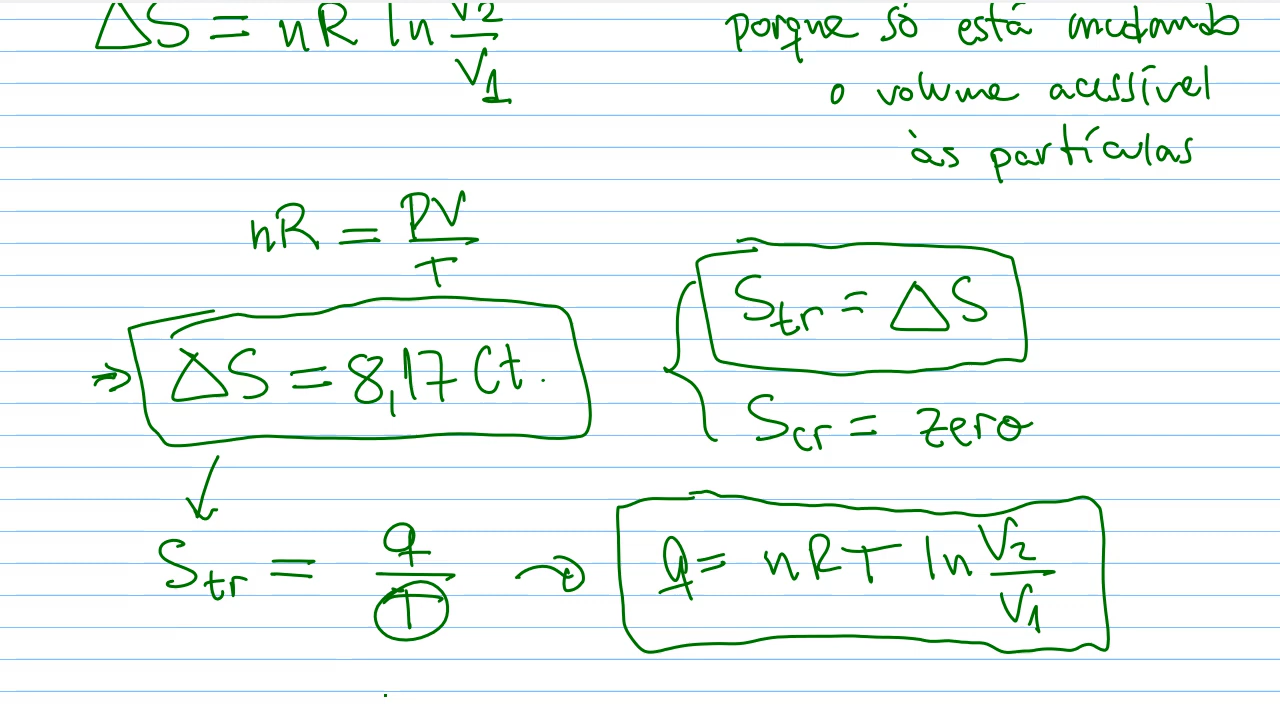 ΔS = nR ln V2/V1
porque só está mudando
o volume acessível
às partículas
nR = PV/T
Str = ΔS
⇒ ΔS = 8,17 Ct.
Scr = zero
Str = q/T
q = nRT ln V2/V1